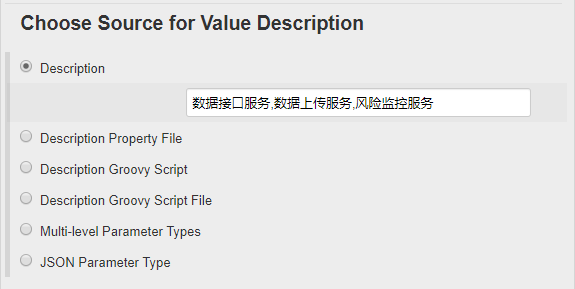 Choose Source for Value Description
Description
数据接口服务,数据上传服务,风险监控服务
Description Property File
Description Groovy Script
Description Groovy Script File
Multi-level Parameter Types
JSON Parameter Type